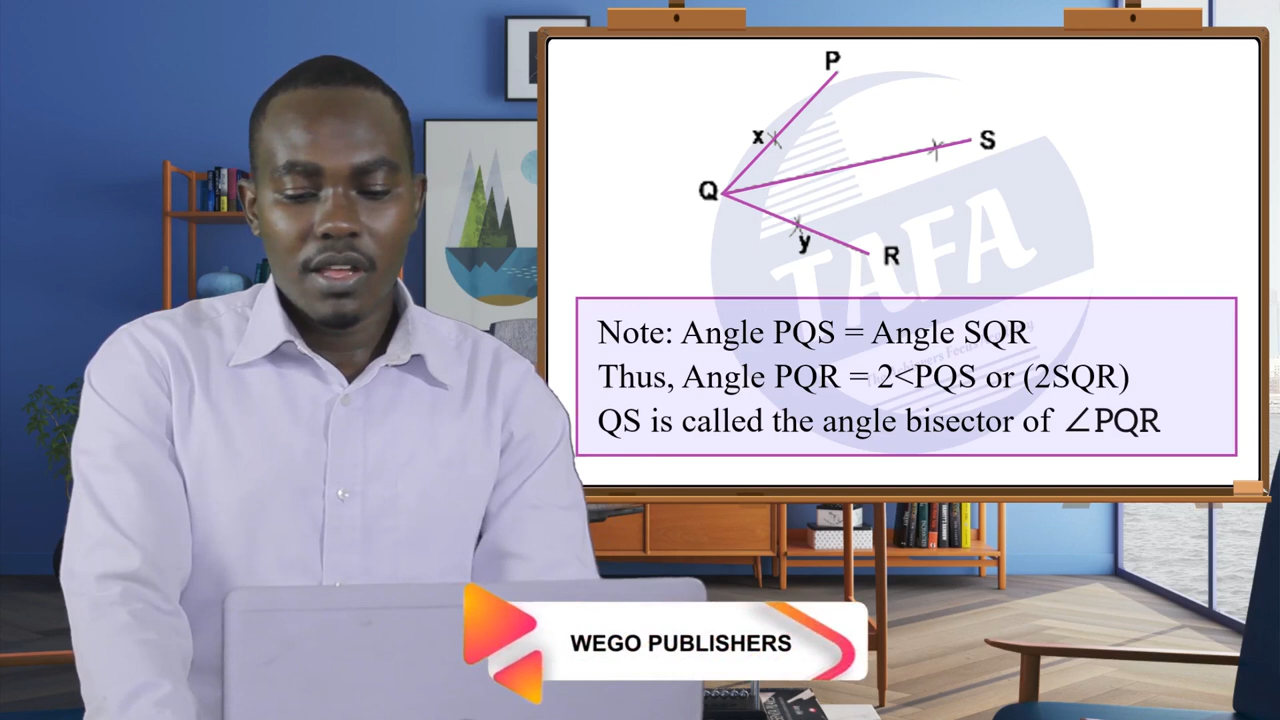 P
x
S
Q
y
R
TAFA
Note: Angle PQS = Angle SQR
Thus, Angle PQR = 2<PQS or (2SQR)
QS is called the angle bisector of ∠PQR
WEGO PUBLISHERS